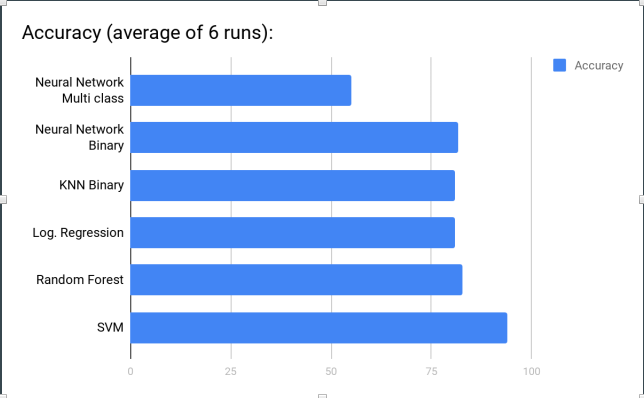 Accuracy (average of 6 runs):
Accuracy
Neural Network
Multi class
Neural Network
Binary
KNN Binary
Log. Regression
Random Forest
SVM
0 25 50 75 100